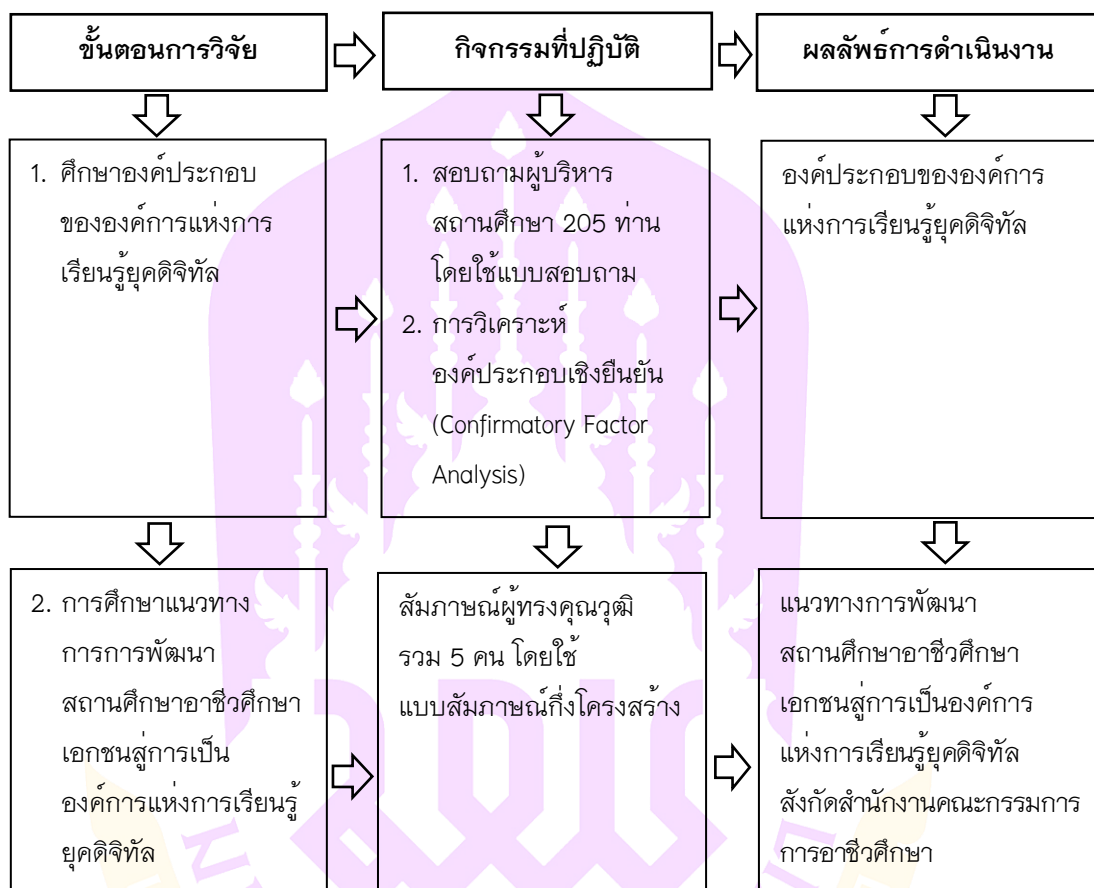 ขั้นตอนการวิจัย
กิจกรรมที่ปฏิบัติ
ผลลัพธ์การดำเนินงาน
1. ศึกษาองค์ประกอบ
ขององค์การแห่งการ
เรียนรู้ยุคดิจิทัล
1. สอบถามผู้บริหาร
สถานศึกษา 205 ท่าน
โดยใช้แบบสอบถาม
2. การวิเคราะห์
องค์ประกอบเชิงยืนยัน
(Confirmatory Factor
Analysis)
องค์ประกอบขององค์การ
แห่งการเรียนรู้ยุคดิจิทัล
2. การศึกษาแนวทาง
การการพัฒนา
สถานศึกษาอาชีวศึกษา
เอกชนสู่การเป็น
องค์การแห่งการเรียนรู้
ยุคดิจิทัล
สัมภาษณ์ผู้ทรงคุณวุฒิ
รวม 5 คน โดยใช้
แบบสัมภาษณ์กึ่งโครงสร้าง
แนวทางการพัฒนา
สถานศึกษาอาชีวศึกษา
เอกชนสู่การเป็นองค์การ
แห่งการเรียนรู้ยุคดิจิทัล
สังกัดสำนักงานคณะกรรมการ
การอาชีวศึกษา